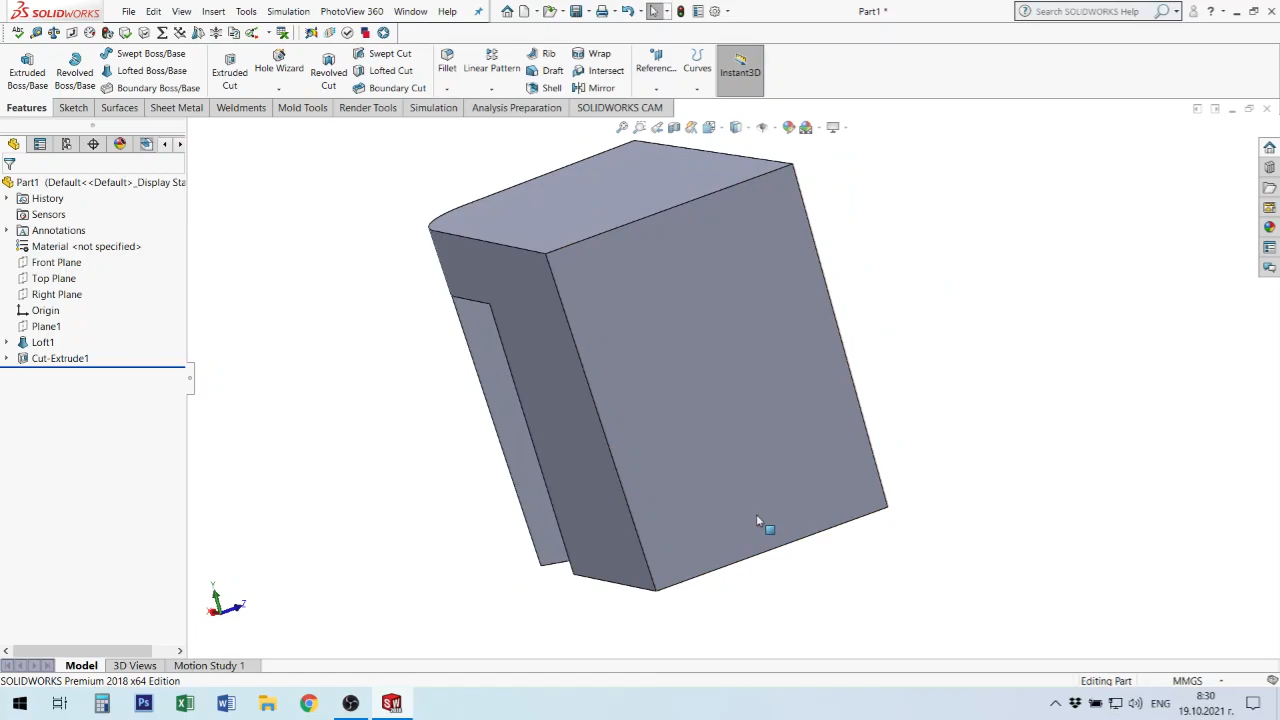 SOLIDWORKS File Edit View Insert Tools Simulation PhotoView 360 Window Help Part1 * Search SOLIDWORKS Help ?
Extruded Boss/Base
Revolved Boss/Base
Swept Boss/Base
Lofted Boss/Base
Boundary Boss/Base
Extruded Cut
Hole Wizard
Revolved Cut
Swept Cut
Lofted Cut
Boundary Cut
Fillet
Linear Pattern
Rib
Draft
Shell
Wrap
Intersect
Mirror
Referenc...
Curves
Instant3D
Features Sketch Surfaces Sheet Metal Weldments Mold Tools Render Tools Simulation Analysis Preparation SOLIDWORKS CAM
Part1 (Default<<Default>_Display Sta
History
Sensors
Annotations
Material <not specified>
Front Plane
Top Plane
Right Plane
Origin
Plane1
Loft1
Cut-Extrude1
Y
X
Z
Model 3D Views Motion Study 1
SOLIDWORKS Premium 2018 x64 Edition Editing Part MMGS
Ps
SW
2018
БГР
8:30
19.10.2021 г.